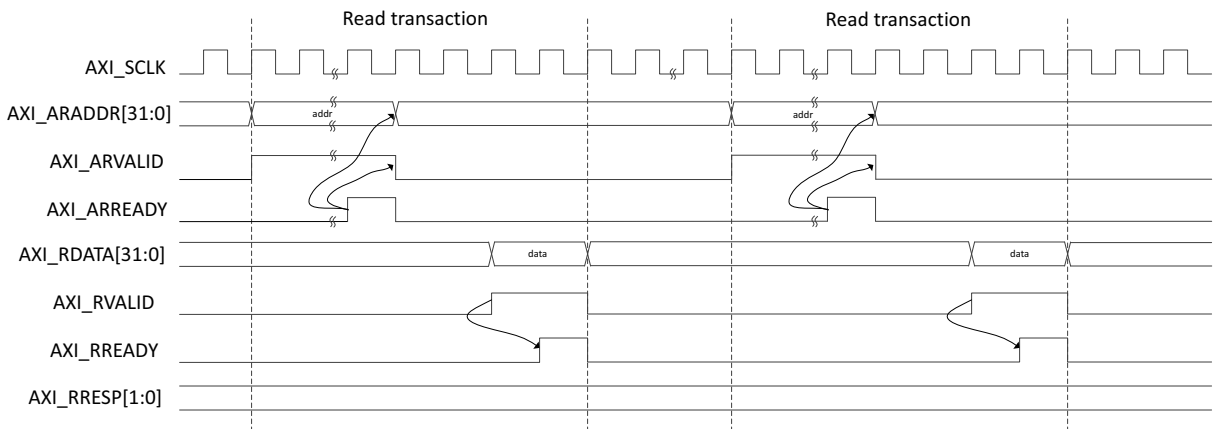 Read transaction Read transaction
AXI_SCLK
AXI_ARADDR[31:0] addr addr
AXI_ARVALID
AXI_ARREADY
AXI_RDATA[31:0] data data
AXI_RVALID
AXI_RREADY
AXI_RRESP[1:0]